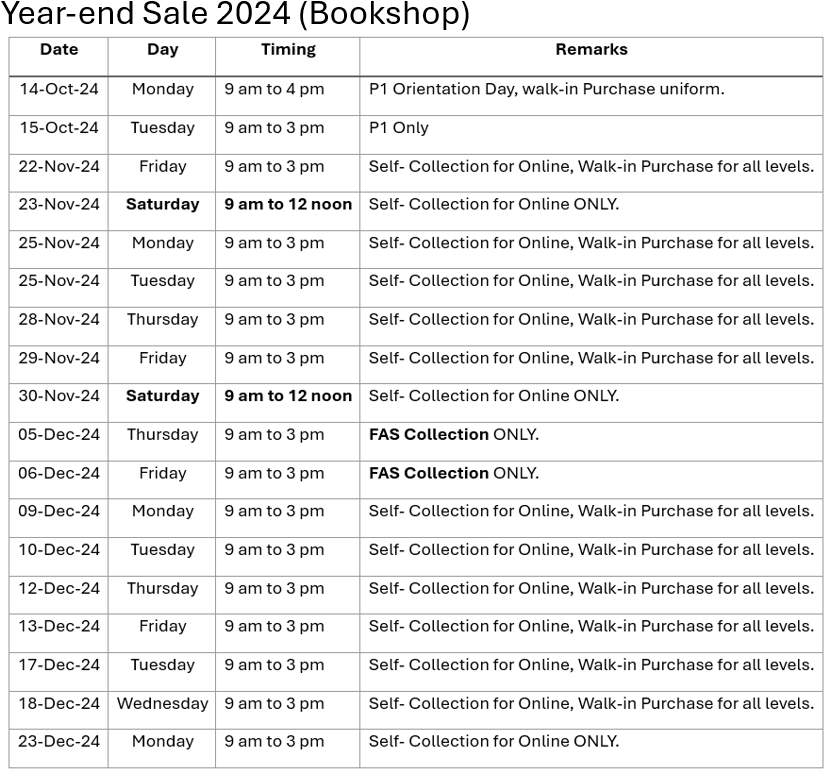 Year-end Sale 2024 (Bookshop)
Date Day Timing Remarks
14-Oct-24 Monday 9 am to 4 pm P1 Orientation Day, walk-in Purchase uniform.
15-Oct-24 Tuesday 9 am to 3 pm P1 Only
22-Nov-24 Friday 9 am to 3 pm Self- Collection for Online, Walk-in Purchase for all levels.
23-Nov-24 Saturday 9 am to 12 noon Self- Collection for Online ONLY.
25-Nov-24 Monday 9 am to 3 pm Self- Collection for Online, Walk-in Purchase for all levels.
25-Nov-24 Tuesday 9 am to 3 pm Self- Collection for Online, Walk-in Purchase for all levels.
28-Nov-24 Thursday 9 am to 3 pm Self- Collection for Online, Walk-in Purchase for all levels.
29-Nov-24 Friday 9 am to 3 pm Self- Collection for Online, Walk-in Purchase for all levels.
30-Nov-24 Saturday 9 am to 12 noon Self- Collection for Online ONLY.
05-Dec-24 Thursday 9 am to 3 pm FAS Collection ONLY.
06-Dec-24 Friday 9 am to 3 pm FAS Collection ONLY.
09-Dec-24 Monday 9 am to 3 pm Self- Collection for Online, Walk-in Purchase for all levels.
10-Dec-24 Tuesday 9 am to 3 pm Self- Collection for Online, Walk-in Purchase for all levels.
12-Dec-24 Thursday 9 am to 3 pm Self- Collection for Online, Walk-in Purchase for all levels.
13-Dec-24 Friday 9 am to 3 pm Self- Collection for Online, Walk-in Purchase for all levels.
17-Dec-24 Tuesday 9 am to 3 pm Self- Collection for Online, Walk-in Purchase for all levels.
18-Dec-24 Wednesday 9 am to 3 pm Self- Collection for Online, Walk-in Purchase for all levels.
23-Dec-24 Monday 9 am to 3 pm Self- Collection for Online ONLY.